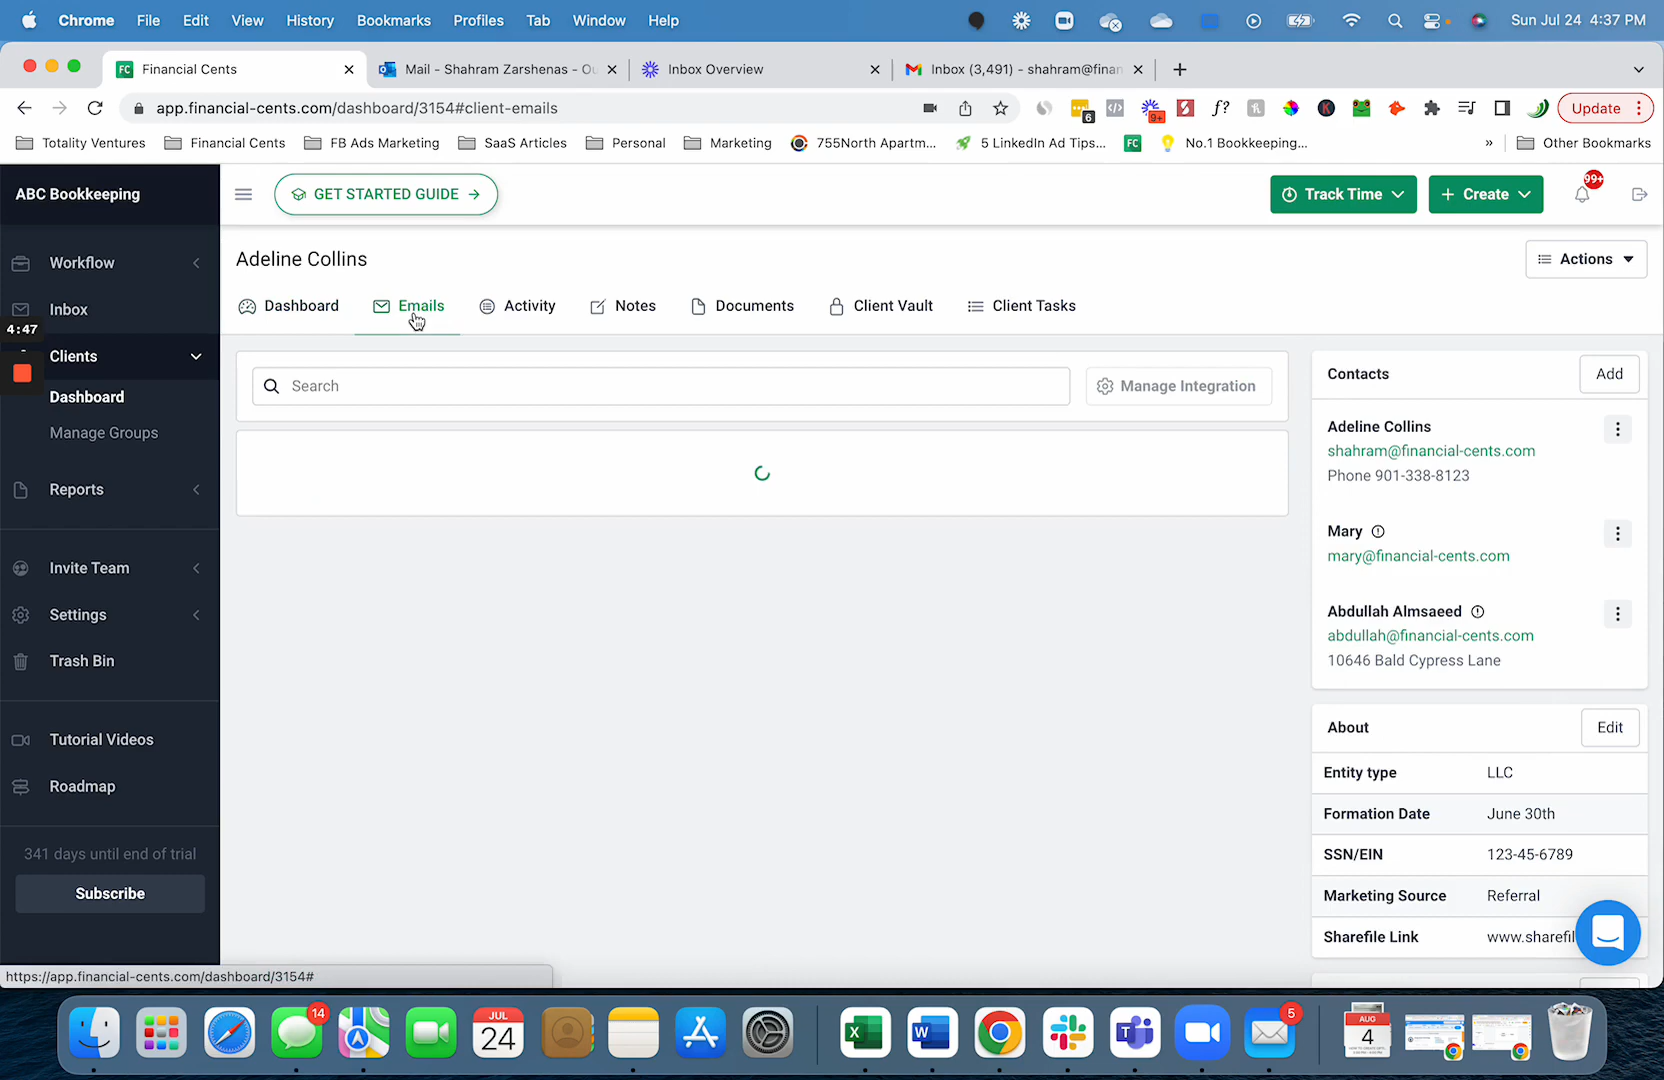 Chrome File Edit View History Bookmarks Profiles Tab Window Help Sun Jul 24 4:37 PM
FC Financial Cents Mail - Shahram Zarshenas - Ou Inbox Overview Inbox (3,491) - shahram@finan
app.financial-cents.com/dashboard/3154#client-emails 6 9+ f? K Update
Totality Ventures Financial Cents FB Ads Marketing SaaS Articles Personal Marketing 755North Apartm... 5 LinkedIn Ad Tips... FC No.1 Bookkeeping... » Other Bookmarks
ABC Bookkeeping
GET STARTED GUIDE
Track Time
+ Create
99+
Workflow
Inbox
4:47
Clients
Dashboard
Manage Groups
Reports
Invite Team
Settings
Trash Bin
Tutorial Videos
Roadmap
341 days until end of trial
Subscribe
Adeline Collins
Actions
Dashboard Emails Activity Notes Documents Client Vault Client Tasks
Search
Manage Integration
Contacts
Add
Adeline Collins
shahram@financial-cents.com
Phone 901-338-8123
Mary
mary@financial-cents.com
Abdullah Almsaeed
abdullah@financial-cents.com
10646 Bald Cypress Lane
About
Edit
Entity type LLC
Formation Date June 30th
SSN/EIN 123-45-6789
Marketing Source Referral
Sharefile Link www.sharefil
https://app.financial-cents.com/dashboard/3154#
14
JUL
24
X
W
T
5
AUG
4